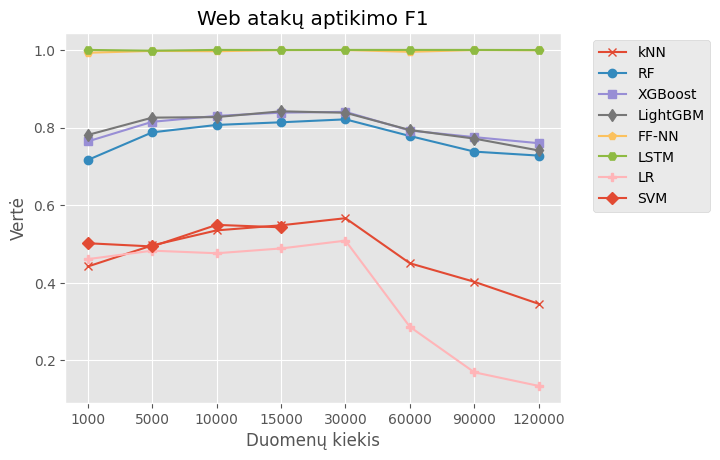 Web atakų aptikimo F1
Vertė
1.0
0.8
0.6
0.4
0.2
1000 5000 10000 15000 30000 60000 90000 120000
Duomenų kiekis
kNN
RF
XGBoost
LightGBM
FF-NN
LSTM
LR
SVM